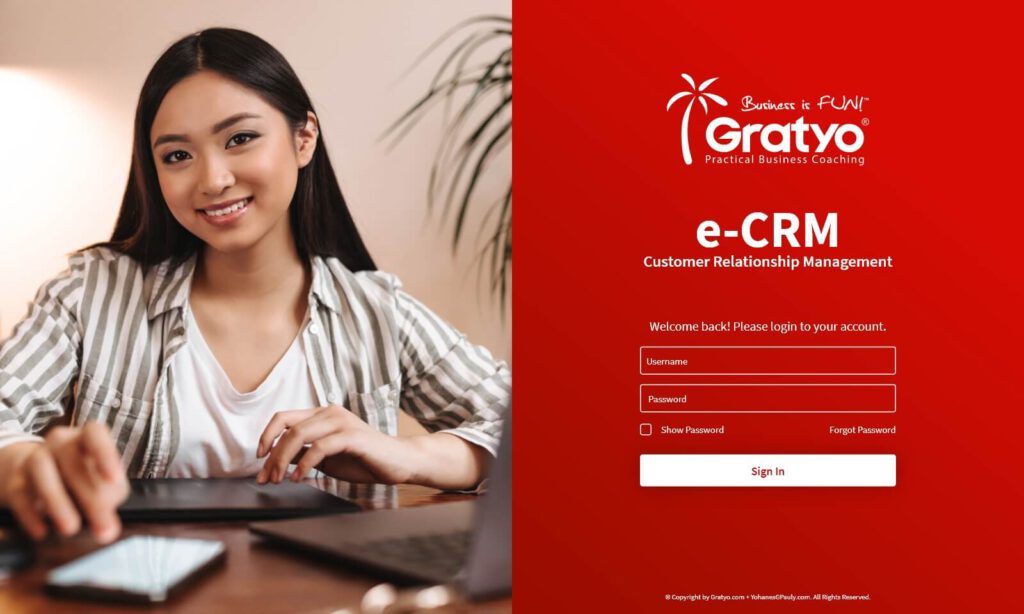 Business is FUN!™
Gratyo®
Practical Business Coaching
e-CRM
Customer Relationship Management
Welcome back! Please login to your account.
Username
Password
Show Password
Forgot Password
Sign In
© Copyright by Gratyo.com + YohanesGPauly.com. All Rights Reserved.